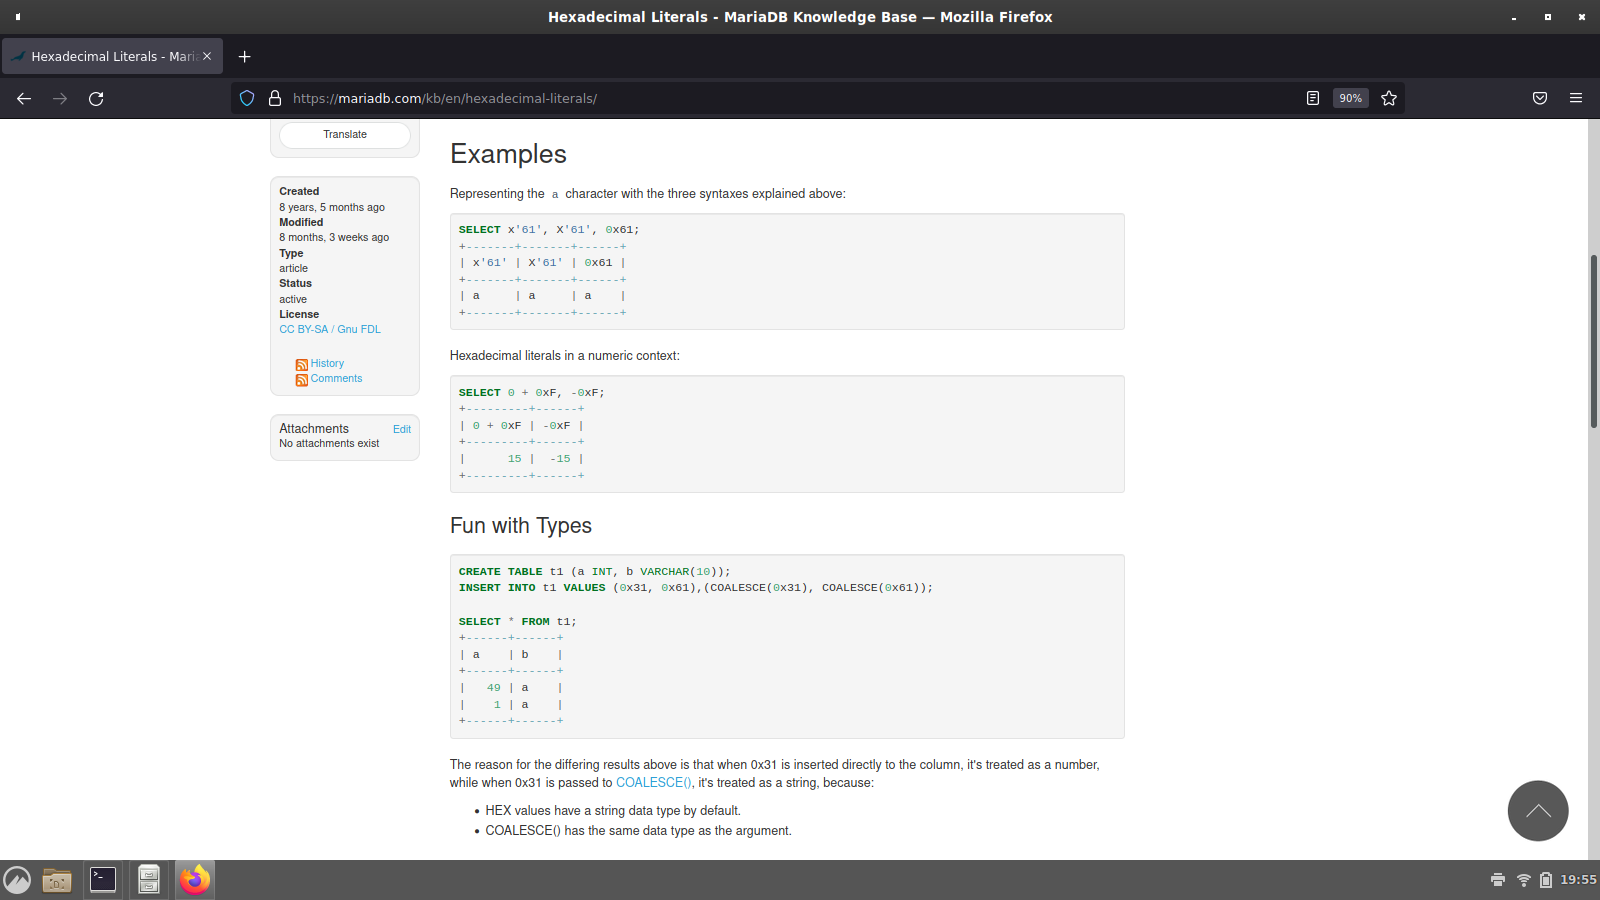 Hexadecimal Literals - MariaDB Knowledge Base — Mozilla Firefox
Hexadecimal Literals - Maria
https://mariadb.com/kb/en/hexadecimal-literals/
90%
Translate
Created
8 years, 5 months ago
Modified
8 months, 3 weeks ago
Type
article
Status
active
License
CC BY-SA / Gnu FDL
History
Comments
Attachments Edit
No attachments exist
Examples
Representing the a character with the three syntaxes explained above:
SELECT x'61', X'61', 0x61;
+-------+-------+------+
| x'61' | X'61' | 0x61 |
+-------+-------+------+
| a     | a     | a    |
+-------+-------+------+
Hexadecimal literals in a numeric context:
SELECT 0 + 0xF, -0xF;
+---------+------+
| 0 + 0xF | -0xF |
+---------+------+
|      15 |  -15 |
+---------+------+
Fun with Types
CREATE TABLE t1 (a INT, b VARCHAR(10));
INSERT INTO t1 VALUES (0x31, 0x61),(COALESCE(0x31), COALESCE(0x61));
SELECT * FROM t1;
+------+------+
| a    | b    |
+------+------+
|   49 | a    |
|    1 | a    |
+------+------+
The reason for the differing results above is that when 0x31 is inserted directly to the column, it's treated as a number,
while when 0x31 is passed to COALESCE(), it's treated as a string, because:
• HEX values have a string data type by default.
• COALESCE() has the same data type as the argument.
19:55